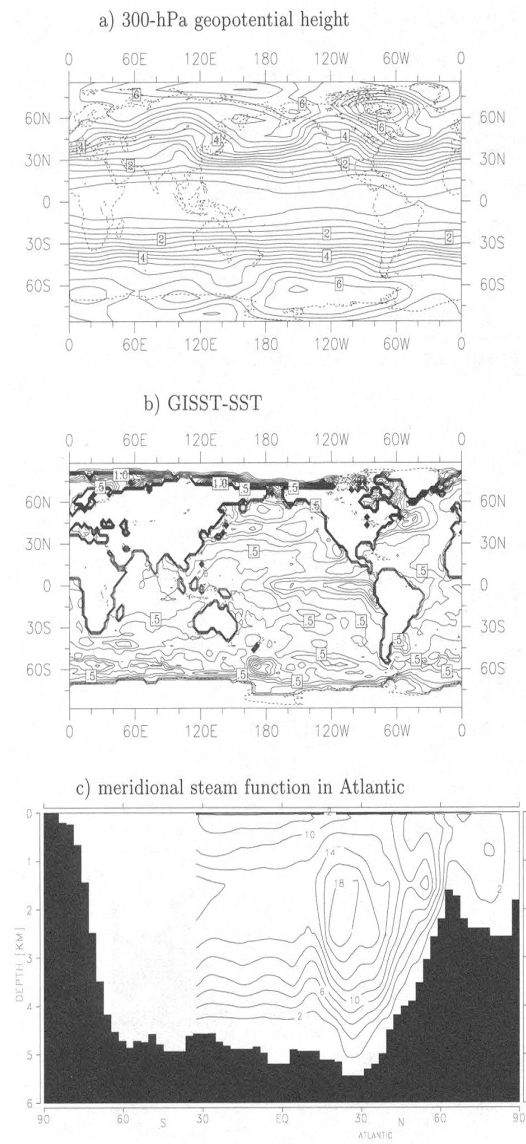 a) 300-hPa geopotential height
0 60E 120E 180 120W 60W 0
6 6
60N 6 60N
4 4 4
30N 2 2 30N
0 0
2 2 2
30S 30S
4 4
60S 6 60S
0 60E 120E 180 120W 60W 0
b) GISST-SST
0 60E 120E 180 120W 60W 0
1.0
.5 1.0 .5 .5
60N .5 60N
30N .5 30N
.5
0 0
30S .5 .5 .5 30S
.5
60S .5 .5 .5 .5 .5 60S
0 60E 120E 180 120W 60W 0
c) meridional steam function in Atlantic
0 2
10
14
1
18 2
2
DEPTH [KM]
3
6 10
4
2
5
6
90 60 S 30 EQ 30 N 60 90
ATLANTIC